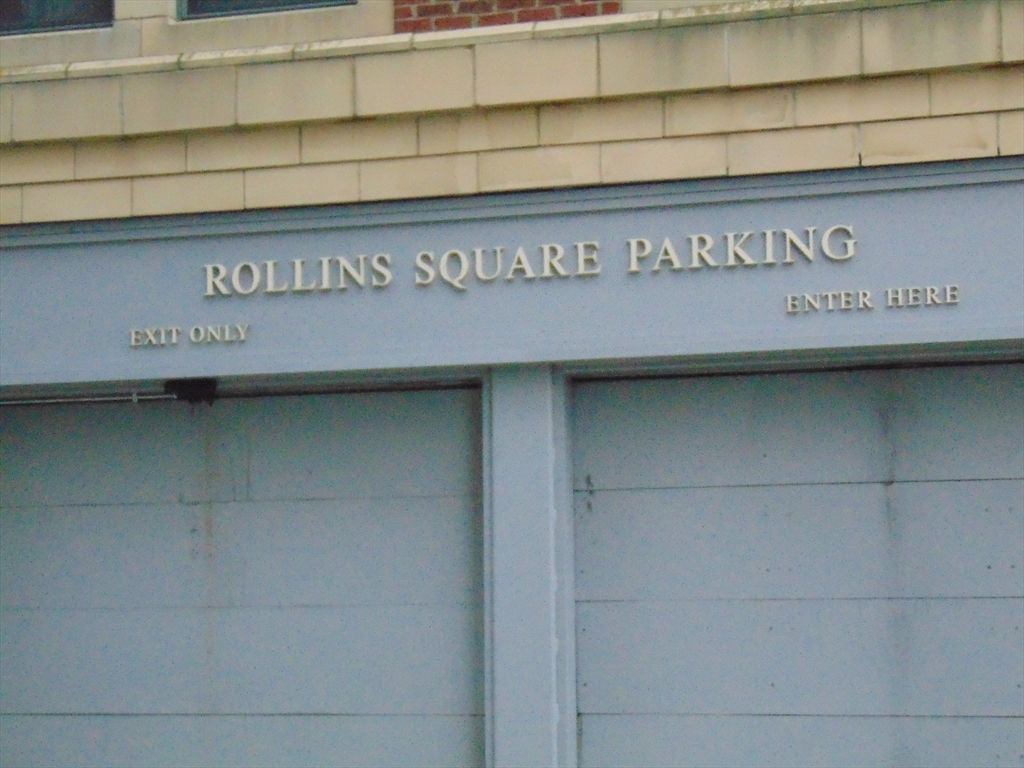 ROLLINS SQUARE PARKING
EXIT ONLY
ENTER HERE